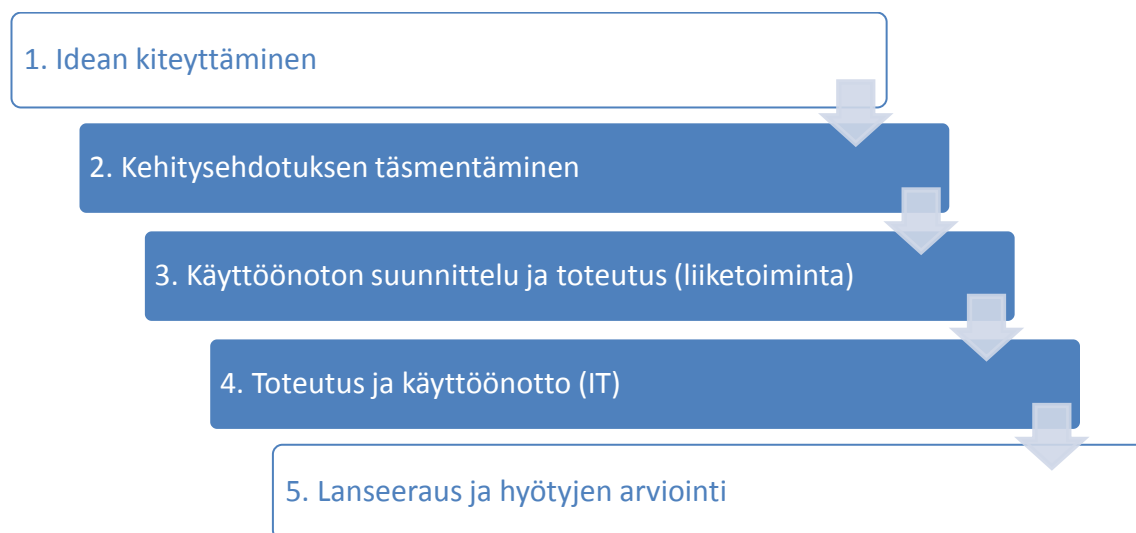 1. Idean kiteyttäminen
2. Kehitysehdotuksen täsmentäminen
3. Käyttöönoton suunnittelu ja toteutus (liiketoiminta)
4. Toteutus ja käyttöönotto (IT)
5. Lanseeraus ja hyötyjen arviointi